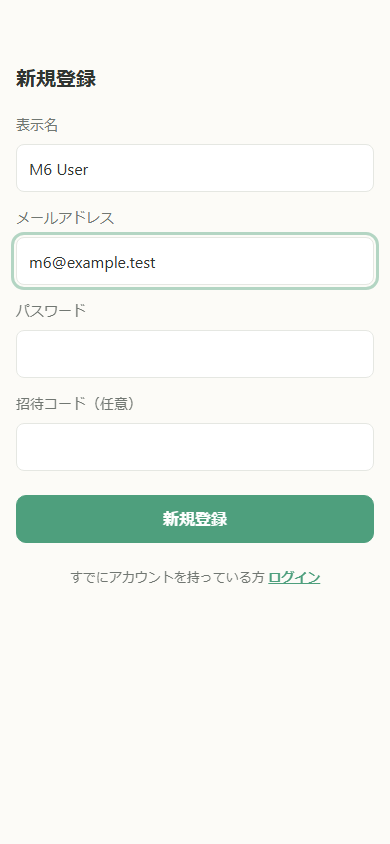 新規登録
表示名
M6 User
メールアドレス
m6@example.test
パスワード
招待コード（任意）
新規登録
すでにアカウントを持っている方 ログイン